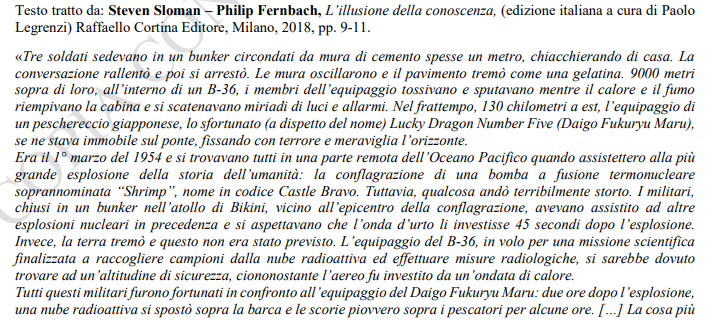 Testo tratto da: Steven Sloman – Philip Fernbach, L'illusione della conoscenza, (edizione italiana a cura di Paolo
Legrenzi) Raffaello Cortina Editore, Milano, 2018, pp. 9-11.
«Tre soldati sedevano in un bunker circondati da mura di cemento spesse un metro, chiacchierando di casa. La
conversazione rallentò e poi si arrestò. Le mura oscillarono e il pavimento tremò come una gelatina. 9000 metri
sopra di loro, all'interno di un B-36, i membri dell'equipaggio tossivano e sputavano mentre il calore e il fumo
riempivano la cabina e si scatenavano miriadi di luci e allarmi. Nel frattempo, 130 chilometri a est, l'equipaggio di
un peschereccio giapponese, lo sfortunato (a dispetto del nome) Lucky Dragon Number Five (Daigo Fukuryu Maru),
se ne stava immobile sul ponte, fissando con terrore e meraviglia l'orizzonte.
Era il 1° marzo del 1954 e si trovavano tutti in una parte remota dell'Oceano Pacifico quando assistettero alla più
grande esplosione della storia dell'umanità: la conflagrazione di una bomba a fusione termonucleare
soprannominata “Shrimp”, nome in codice Castle Bravo. Tuttavia, qualcosa andò terribilmente storto. I militari,
chiusi in un bunker nell'atollo di Bikini, vicino all'epicentro della conflagrazione, avevano assistito ad altre
esplosioni nucleari in precedenza e si aspettavano che l'onda d'urto li investisse 45 secondi dopo l'esplosione.
Invece, la terra tremò e questo non era stato previsto. L'equipaggio del B-36, in volo per una missione scientifica
finalizzata a raccogliere campioni dalla nube radioattiva ed effettuare misure radiologiche, si sarebbe dovuto
trovare ad un'altitudine di sicurezza, ciononostante l'aereo fu investito da un'ondata di calore.
Tutti questi militari furono fortunati in confronto all'equipaggio del Daigo Fukuryu Maru: due ore dopo l'esplosione,
una nube radioattiva si spostò sopra la barca e le scorie piovvero sopra i pescatori per alcune ore. […] La cosa più
COPIA CON